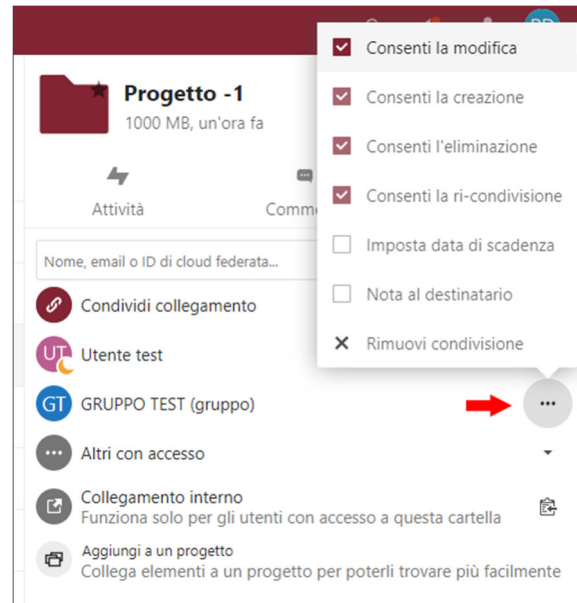 Progetto -1
1000 MB, un'ora fa
Attività
Nome, email o ID di cloud federata...
Condividi collegamento
UT Utente test
GT GRUPPO TEST (gruppo)
Altri con accesso
Collegamento interno
Funziona solo per gli utenti con accesso a questa cartella
Aggiungi a un progetto
Collega elementi a un progetto per poterli trovare più facilmente
Consenti la modifica
Consenti la creazione
Consenti l'eliminazione
Consenti la ri-condivisione
Imposta data di scadenza
Nota al destinatario
Rimuovi condivisione